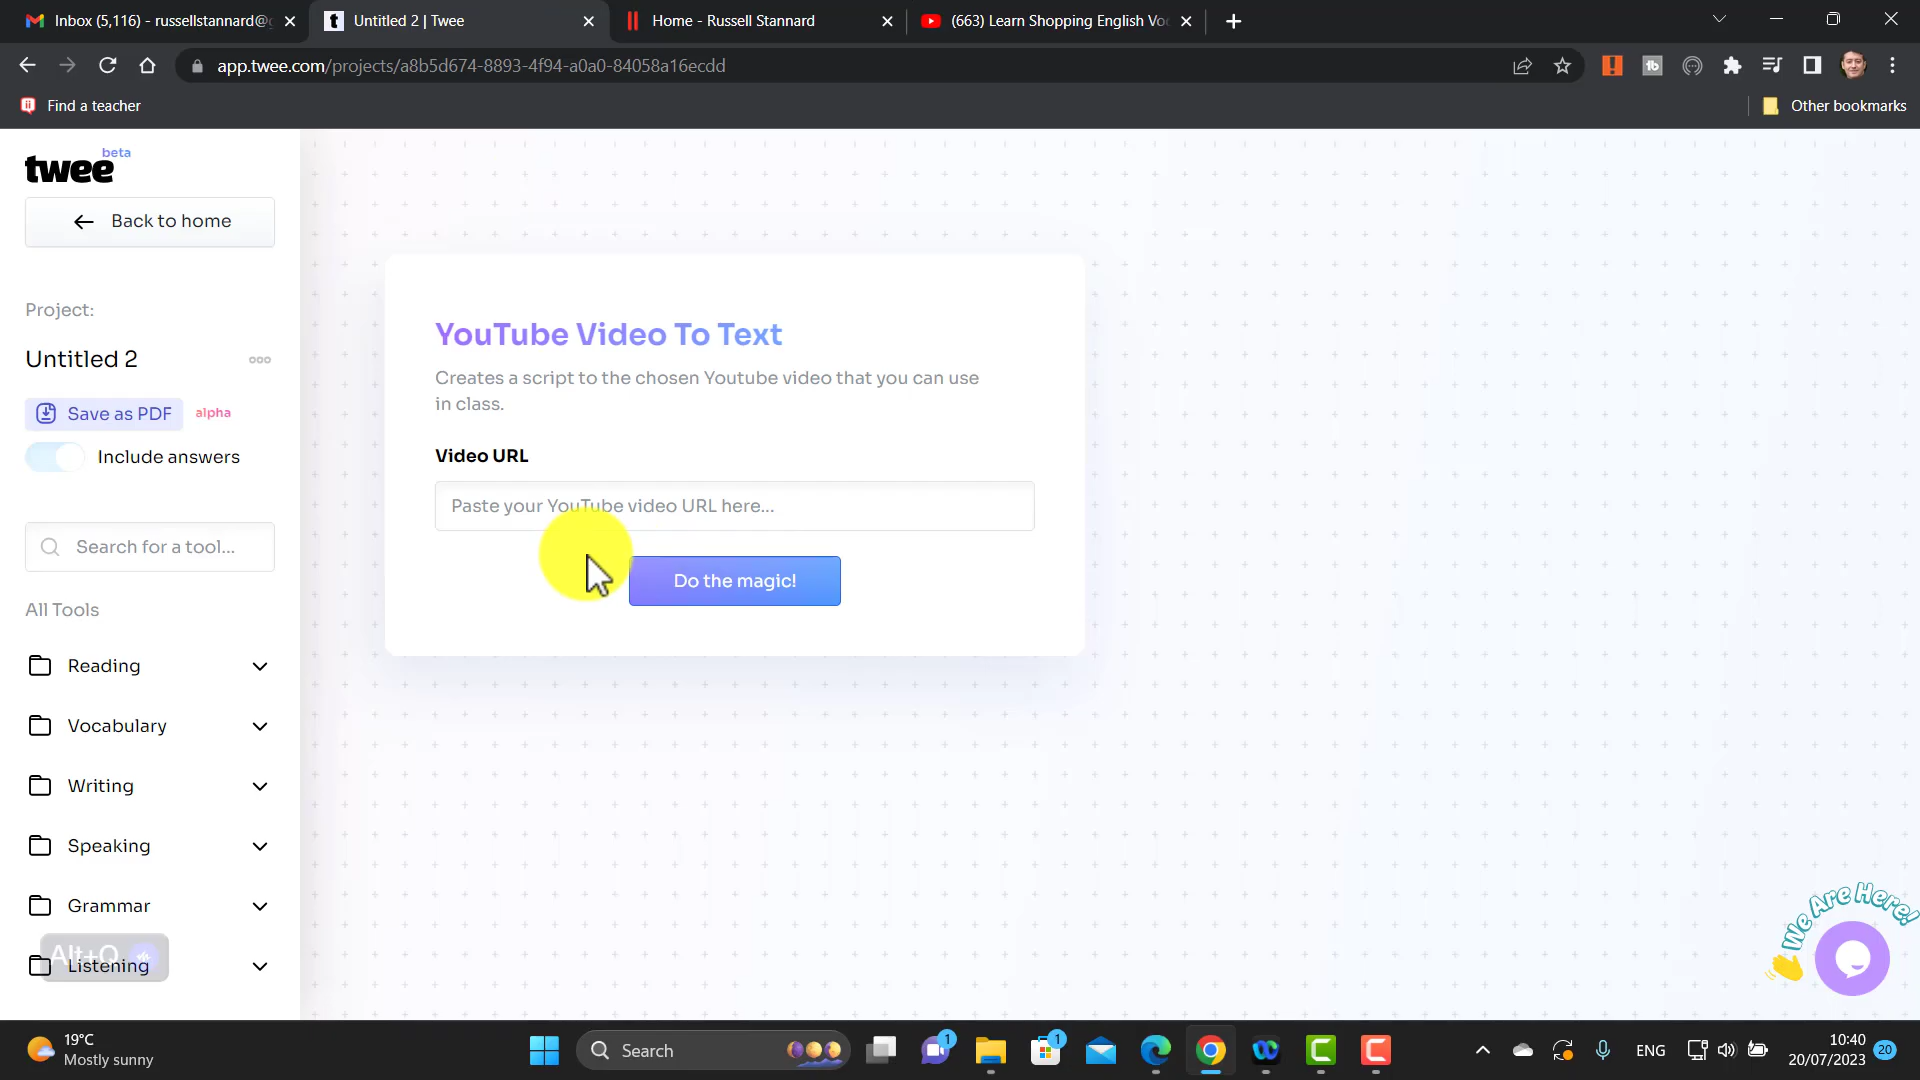 Inbox (5,116) - russellstannard@g
Untitled 2 | Twee
Home - Russell Stannard
(663) Learn Shopping English Vo
app.twee.com/projects/a8b5d674-8893-4f94-a0a0-84058a16ecdd
Find a teacher
Other bookmarks
twee beta
Back to home
Project:
Untitled 2
Save as PDF alpha
Include answers
Search for a tool...
All Tools
Reading
Vocabulary
Writing
Speaking
Grammar
Alt+Q
Listening
YouTube Video To Text
Creates a script to the chosen Youtube video that you can use
in class.
Video URL
Paste your YouTube video URL here...
Do the magic!
We Are Here!
19°C
Mostly sunny
Search
1
1
ENG
10:40
20/07/2023
20